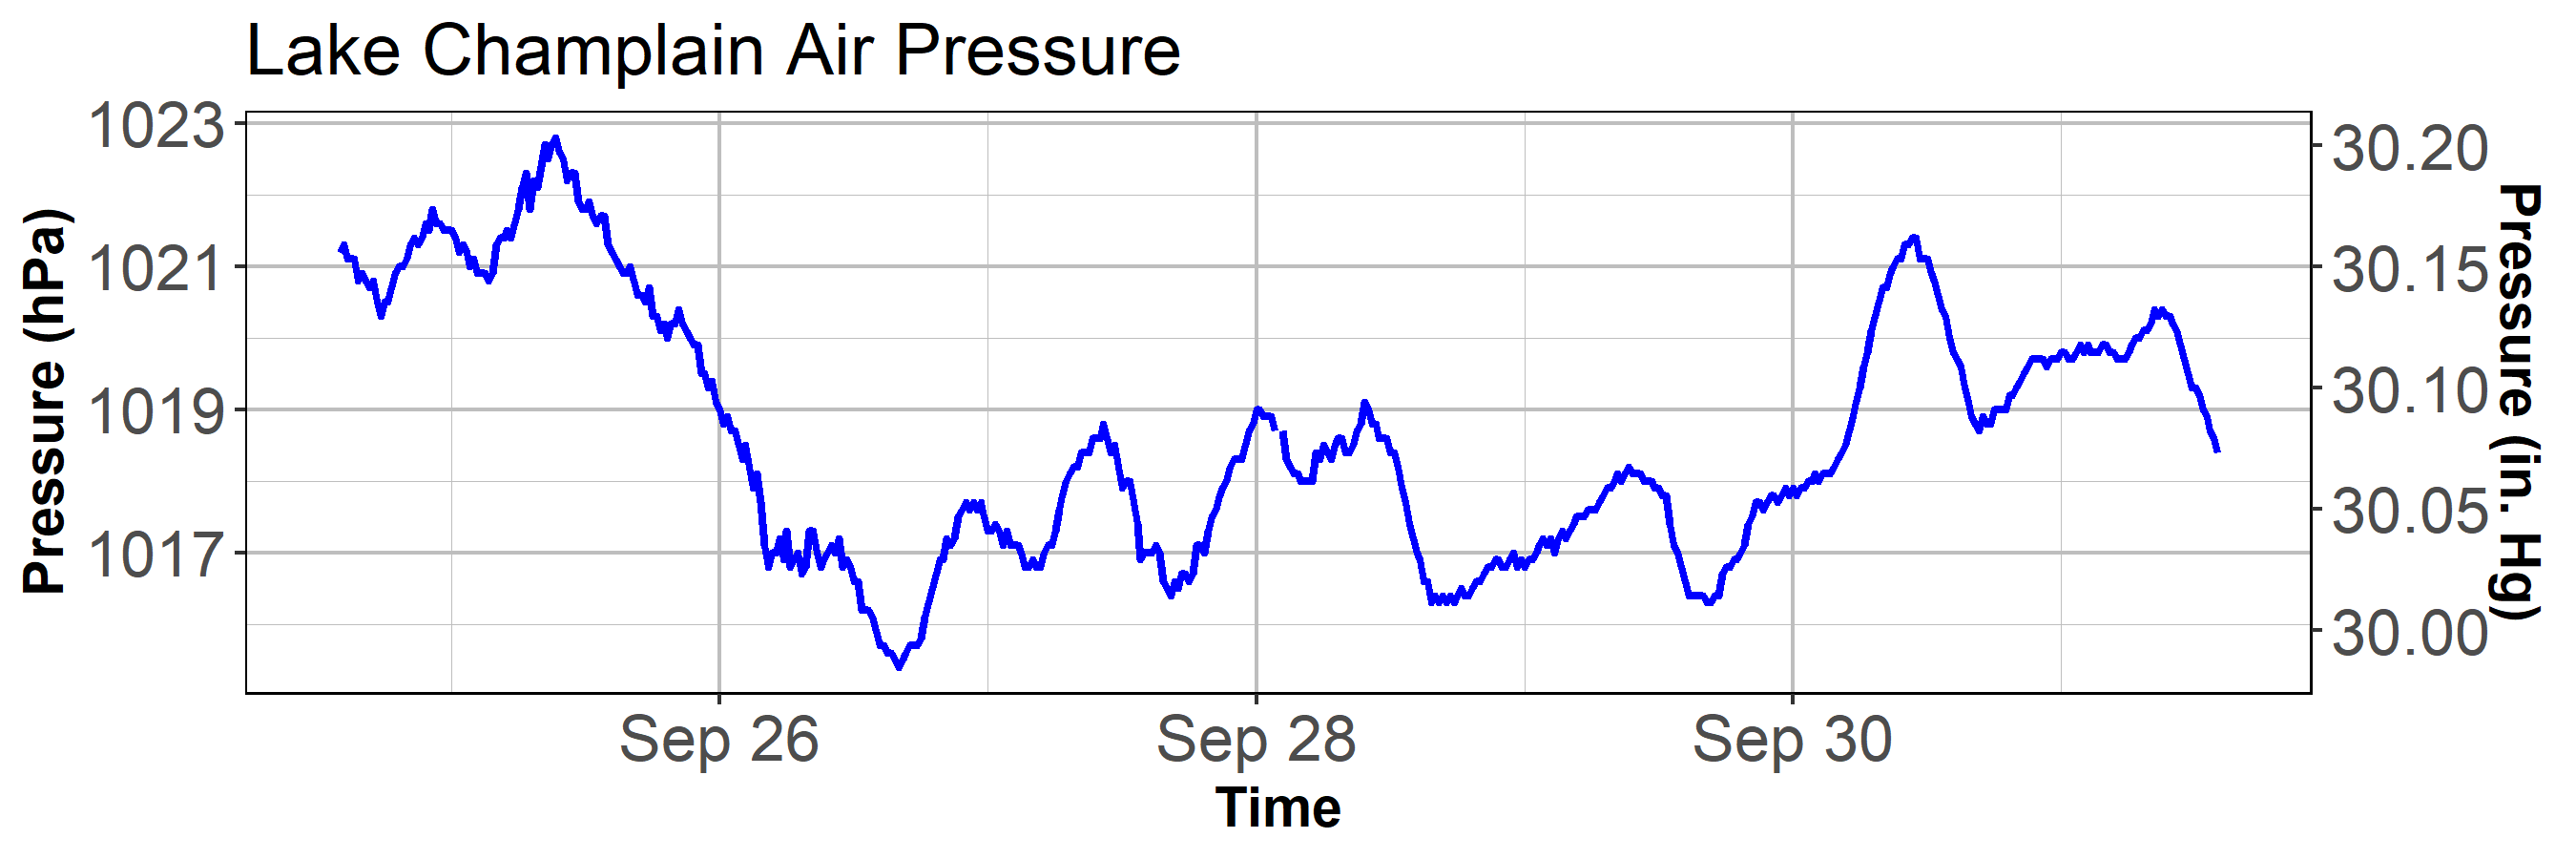 Lake Champlain Air Pressure
1023
1021
1019
1017
Pressure (hPa)
30.20
30.15
30.10
30.05
30.00
Pressure (in. Hg)
Sep 26
Sep 28
Sep 30
Time